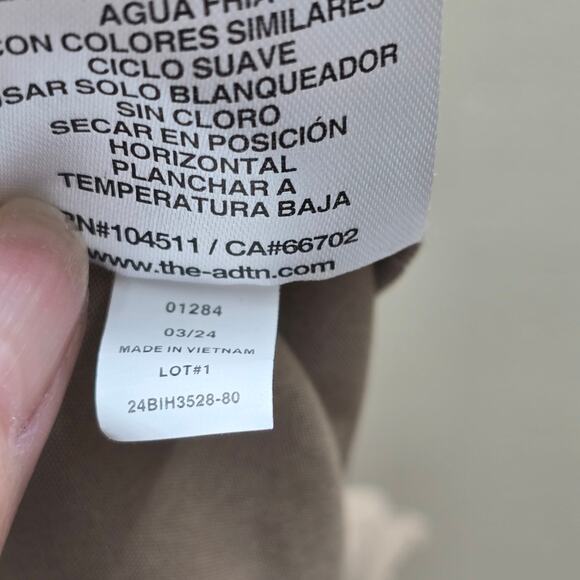 AGUA FRIA
CON COLORES SIMILARES
CICLO SUAVE
USAR SOLO BLANQUEADOR
SIN CLORO
SECAR EN POSICIÓN
HORIZONTAL
PLANCHAR A
TEMPERATURA BAJA
RN#104511 / CA#66702
www.the-adtn.com
01284
03/24
MADE IN VIETNAM
LOT#1
24BIH3528-80